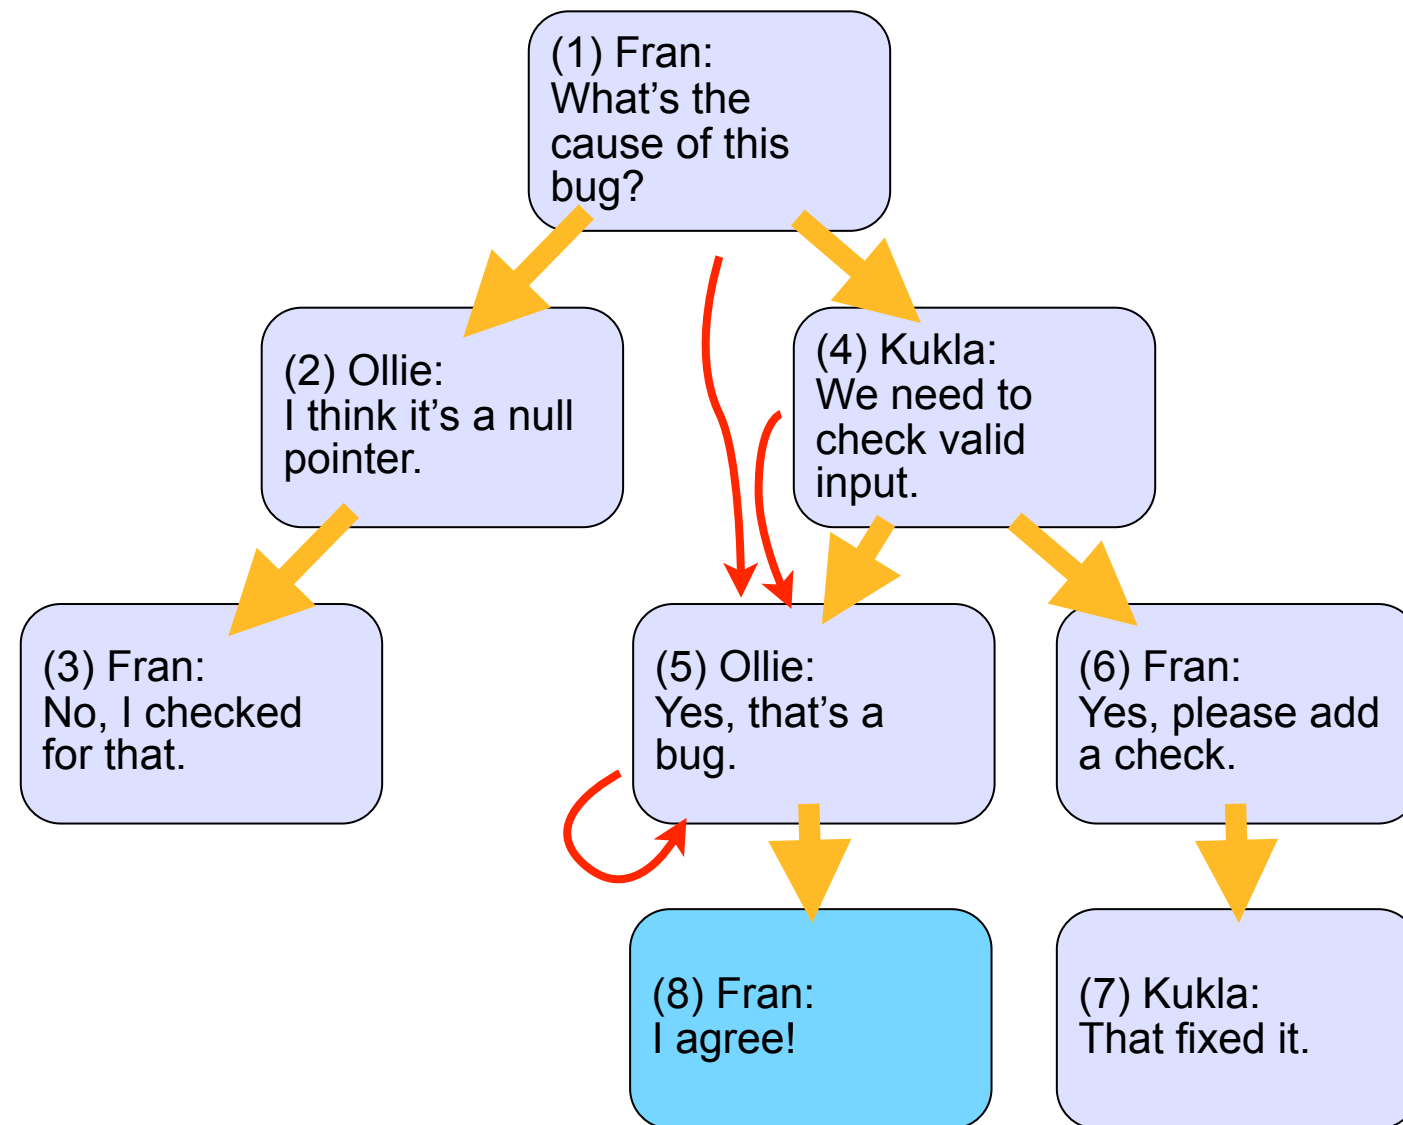 (1) Fran:
What’s the
cause of this
bug?
(2) Ollie:
I think it’s a null
pointer.
(4) Kukla:
We need to
check valid
input.
(3) Fran:
No, I checked
for that.
(5) Ollie:
Yes, that’s a
bug.
(6) Fran:
Yes, please add
a check.
(8) Fran:
I agree!
(7) Kukla:
That fixed it.